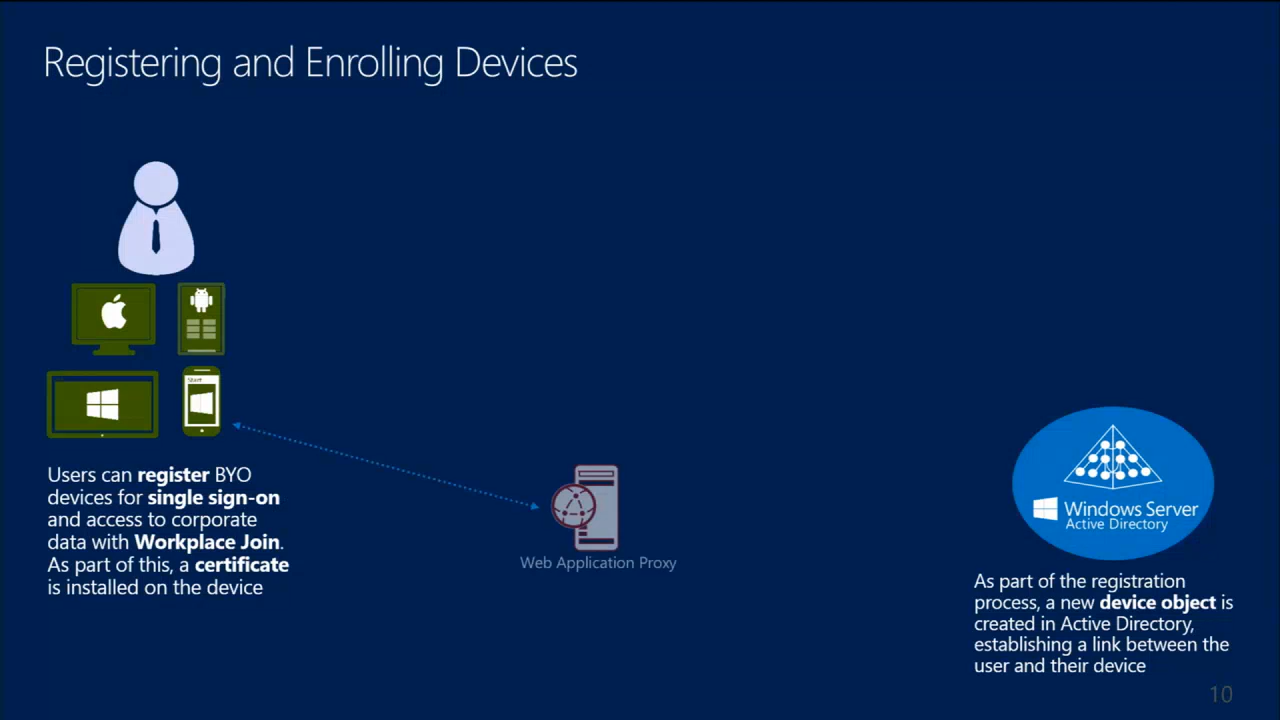 Registering and Enrolling Devices
Start
Users can register BYO
devices for single sign-on
and access to corporate
data with Workplace Join.
As part of this, a certificate
is installed on the device
Web Application Proxy
Windows Server
Active Directory
As part of the registration
process, a new device object is
created in Active Directory,
establishing a link between the
user and their device
10